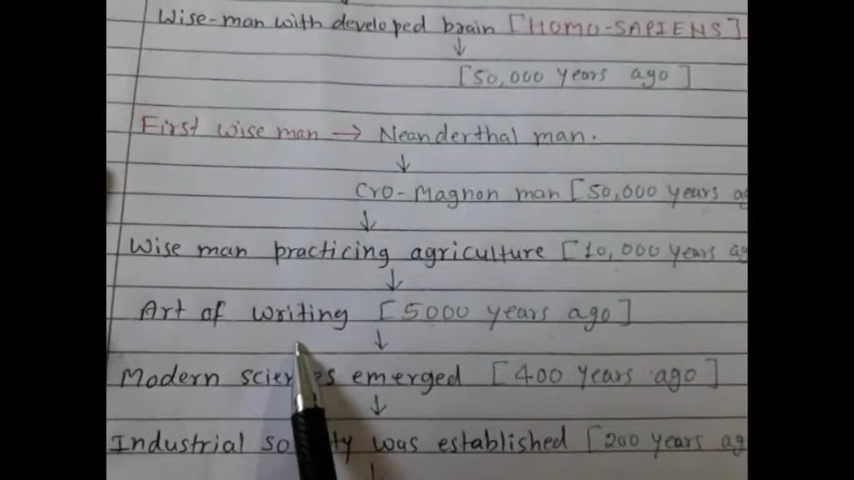 Wise-man with developed brain [HOMO-SAPIENS]
↓
[50,000 years ago]
First wise man → Neanderthal man.
↓
Cro-Magnon man [50,000 years
↓
Wise man practicing agriculture [10,000 years
↓
Art of writing [5000 years ago]
↓
Modern emerged [400 years ago]
↓
Industrial was established [200 years
↓